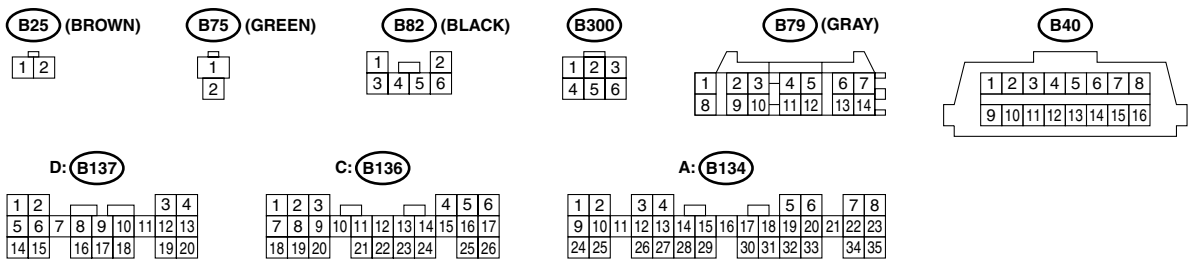 B25 (BROWN) B75 (GREEN) B82 (BLACK) B300 B79 (GRAY) B40
1 2
1
2
1 2
3 4 5 6
1 2 3
4 5 6
1 2 3 4 5 6 7
8 9 10 11 12 13 14
1 2 3 4 5 6 7 8
9 10 11 12 13 14 15 16
D: B137 C: B136 A: B134
1 2 3 4
5 6 7 8 9 10 11 12 13
14 15 16 17 18 19 20
1 2 3 4 5 6
7 8 9 10 11 12 13 14 15 16 17
18 19 20 21 22 23 24 25 26
1 2 3 4 5 6 7 8
9 10 11 12 13 14 15 16 17 18 19 20 21 22 23
24 25 26 27 28 29 30 31 32 33 34 35